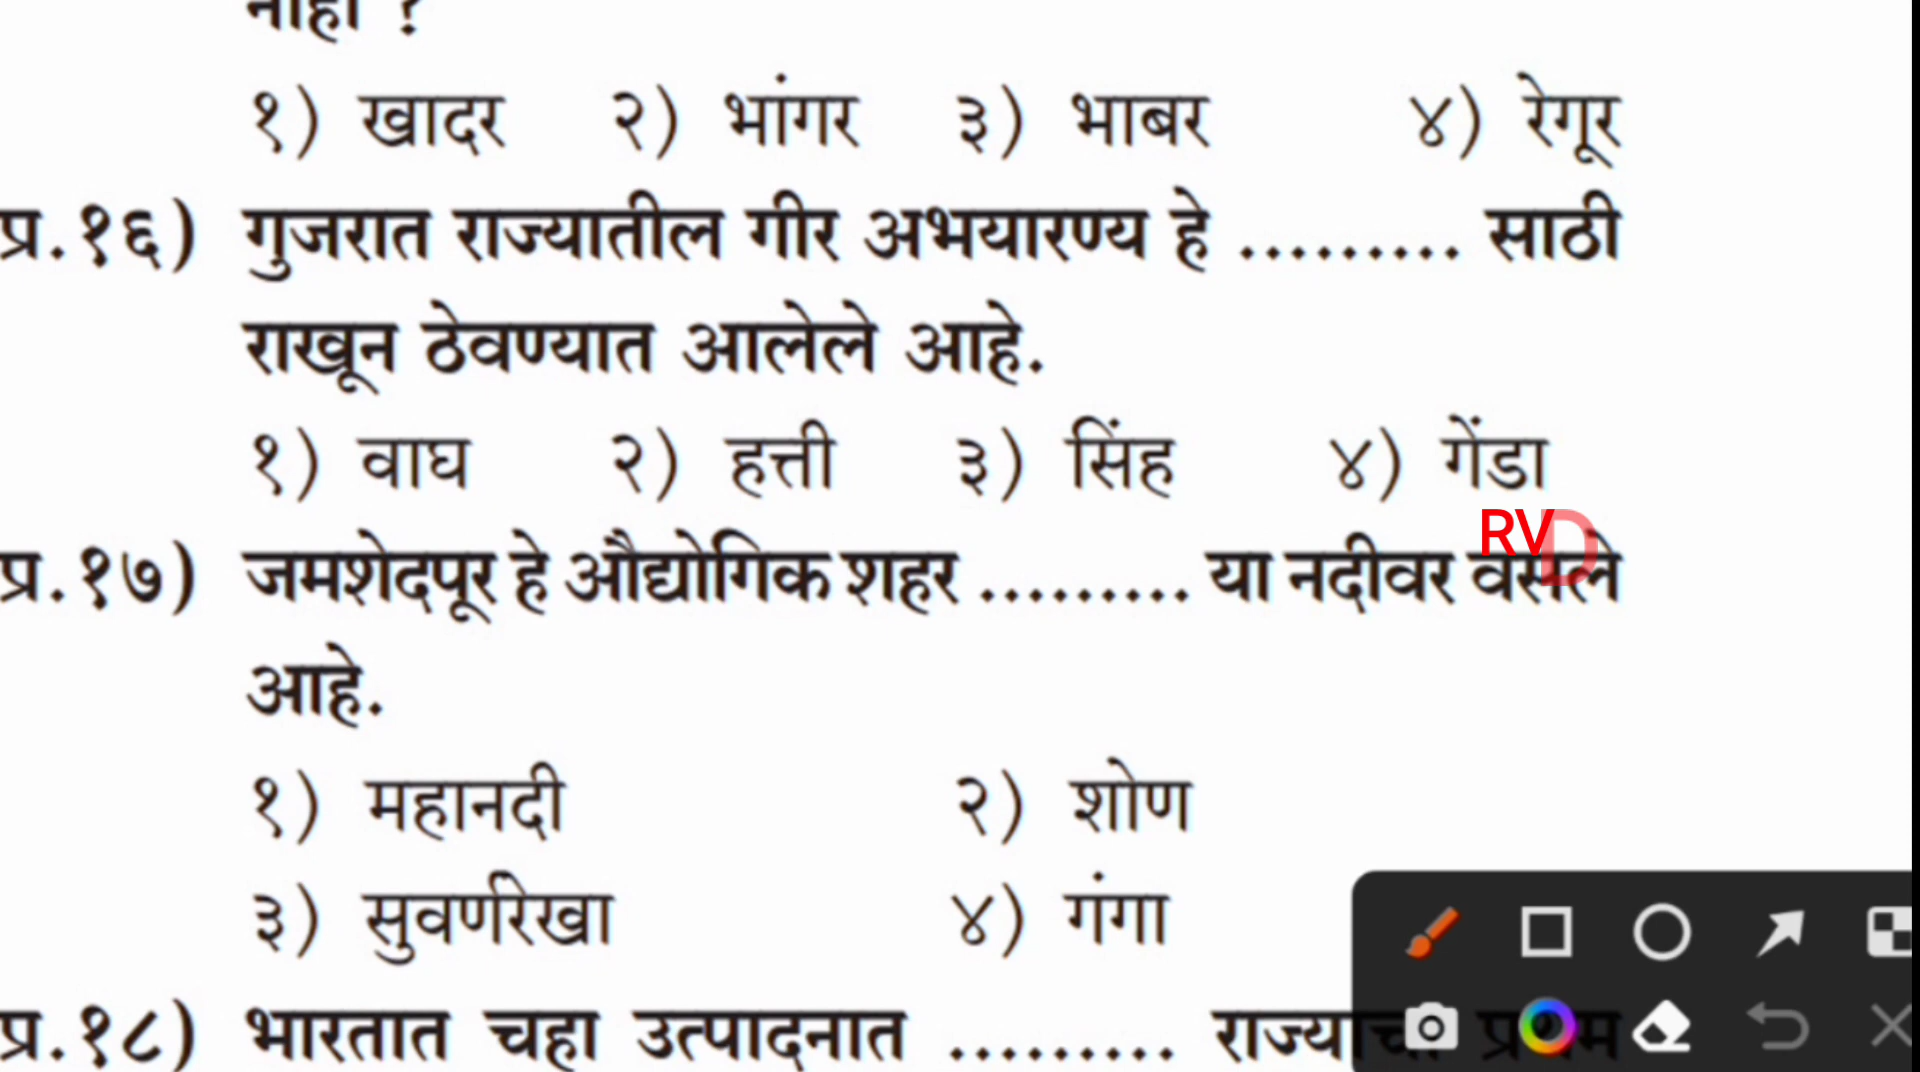 नाही ?
१) खादर २) भांगर ३) भाबर ४) रेगूर
प्र.१६) गुजरात राज्यातील गीर अभयारण्य हे ......... साठी
राखून ठेवण्यात आलेले आहे.
१) वाघ २) हत्ती ३) सिंह ४) गेंडा
RVD
प्र.१७) जमशेदपूर हे औद्योगिक शहर ......... या नदीवर वसले
आहे.
१) महानदी २) शोण
३) सुवर्णरेखा ४) गंगा
प्र.१८) भारतात चहा उत्पादनात ......... राज्याचा प्रथम